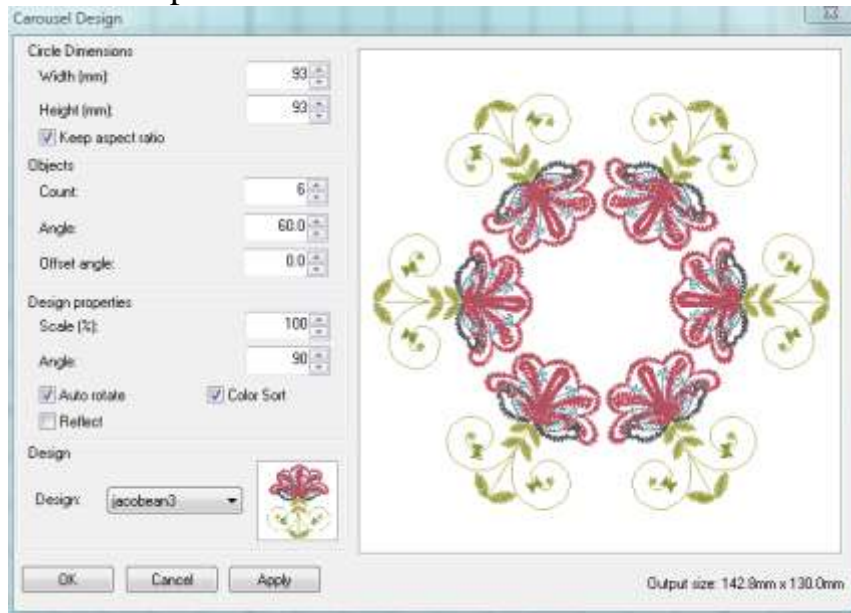 Carousel Design
Circle Dimensions
Width (mm):
93
Height (mm):
93
Keep aspect ratio
Objects
Count:
6
Angle:
60.0
Offset angle:
0.0
Design properties
Scale (%):
100
Angle:
90
Auto rotate
Color Sort
Reflect
Design
Design:
jacobean3
OK
Cancel
Apply
Output size: 142.8mm x 130.0mm